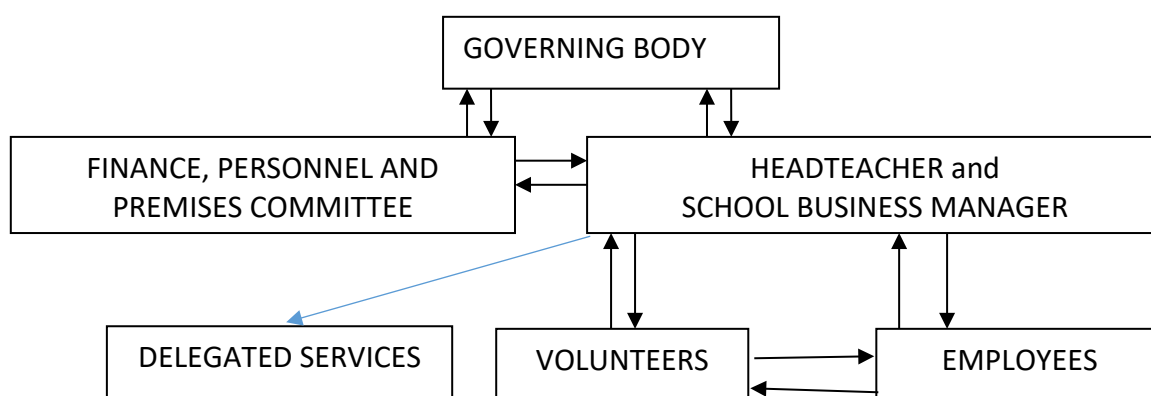 GOVERNING BODY
FINANCE, PERSONNEL AND
PREMISES COMMITTEE
HEADTEACHER and
SCHOOL BUSINESS MANAGER
DELEGATED SERVICES
VOLUNTEERS
EMPLOYEES